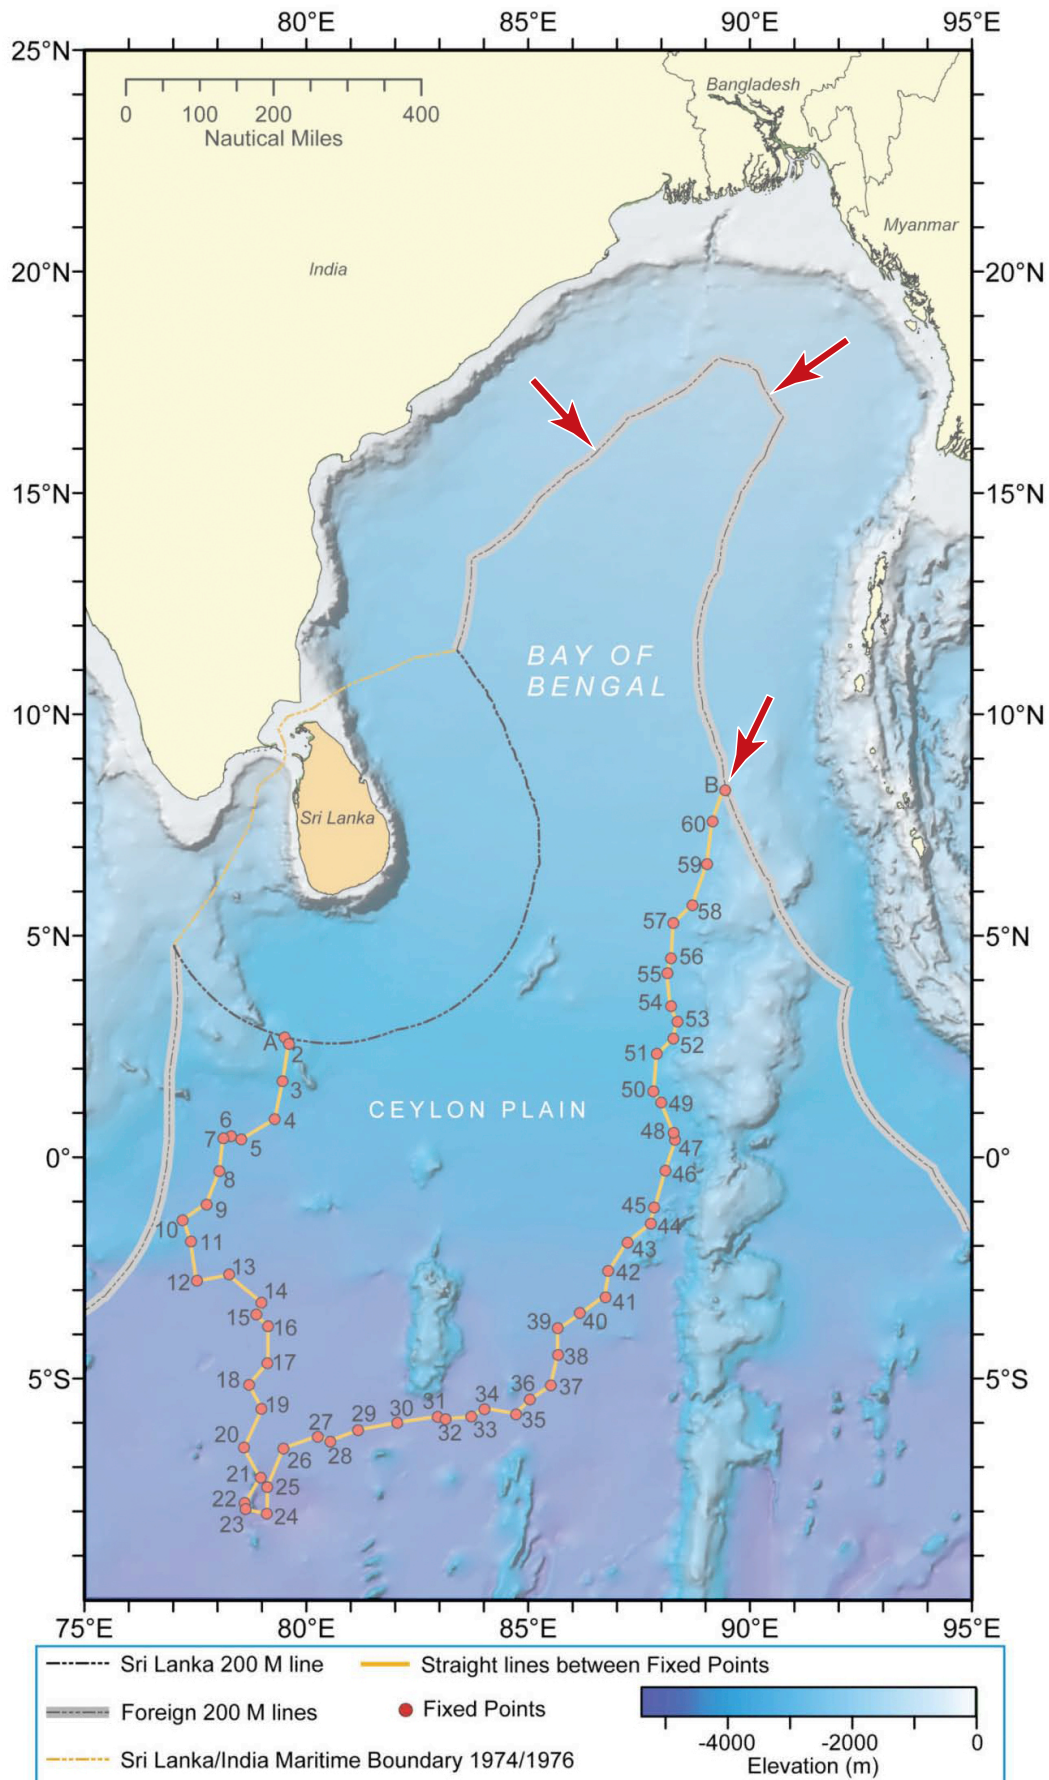 80°E 85°E 90°E 95°E
25°N
Bangladesh
0 100 200 400
Nautical Miles
Myanmar
India
20°N 20°N
15°N 15°N
BAY OF
BENGAL
10°N 10°N
B
Sri Lanka
60
59
58
57
5°N 5°N
56
55
54
53
A
2
52
51
3
50
49
CEYLON PLAIN
4
6
48
7
5
47
0° 0°
8
46
9
45
10
44
11
43
13
42
12
14
41
15
39
40
16
17
38
18
5°S 5°S
36
37
19
34
31
30
29
35
33
32
27
20
28
26
21
25
22
24
23
75°E 80°E 85°E 90°E 95°E
Sri Lanka 200 M line
Straight lines between Fixed Points
Foreign 200 M lines
Fixed Points
-4000 -2000 0
Elevation (m)
Sri Lanka/India Maritime Boundary 1974/1976